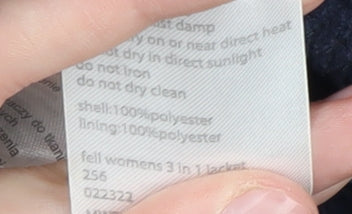 damp
on or near direct heat
dry in direct sunlight
do not iron
do not dry clean
shell:100%polyester
lining:100%polyester
fell womens 3 in 1 jacket
256
022322